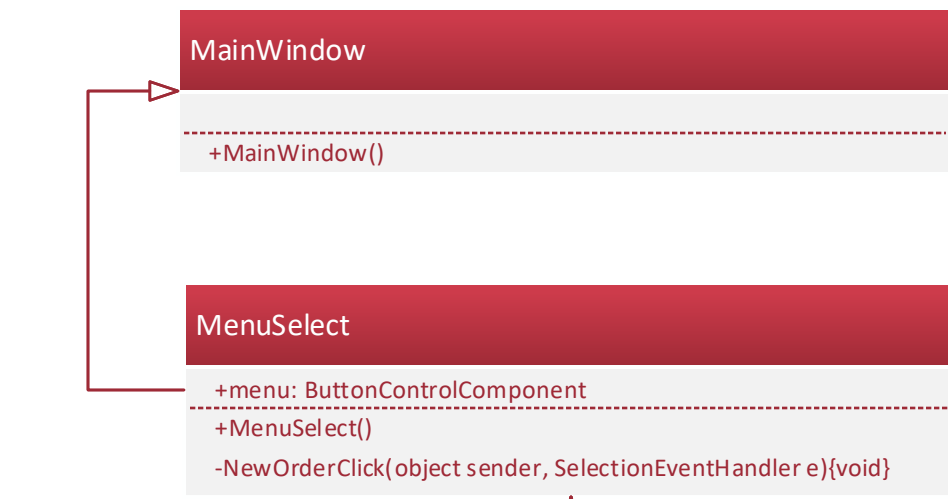 MainWindow
+MainWindow()
MenuSelect
+menu: ButtonControlComponent
+MenuSelect()
-NewOrderClick(object sender, SelectionEventHandler e){void}